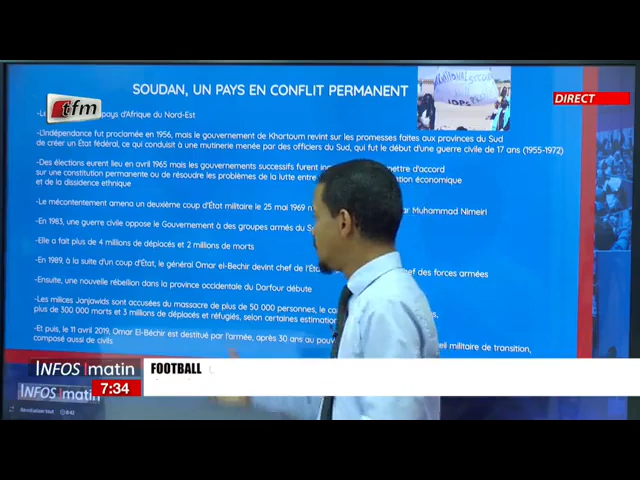 SOUDAN, UN PAYS EN CONFLIT PERMANENT
DIRECT
tfm
pays d'Afrique du Nord-Est
-L'indépendance fut proclamée en 1956, mais le gouvernement de Khartoum revint sur les promesses faites aux provinces du Sud
de créer un État fédéral, ce qui conduisit à une mutinerie menée par des officiers du Sud, qui fut le début d'une guerre civile de 17 ans (1955-1972)
-Des élections eurent lieu en avril 1965 mais les gouvernements successifs furent mettre d'accord
sur une constitution permanente ou de résoudre les problèmes de la lutte entre économique
et de la dissidence ethnique
-Le mécontentement amena un deuxième coup d'État militaire le 25 mai 1969 Muhammad Nimeiri
-En 1983, une guerre civile oppose le Gouvernement à des groupes armés du
-Elle a fait plus de 4 millions de déplacés et 2 millions de morts
-En 1989, à la suite d'un coup d'État, le général Omar el-Bechir devint chef de chef des forces armées
-Ensuite, une nouvelle rébellion dans la province occidentale du Darfour débute
-Les milices Janjawids sont accusées du massacre de plus de 50 000 personnes, le
plus de 300 000 morts et 3 millions de déplacés et réfugiés, selon certaines
-Et puis, le 11 avril 2019, Omar El-Béchir est destitué par l'armée, après 30 ans au militaire de transition,
composé aussi de civils
INFOS matin
FOOTBALL
7:34
INFOS matin